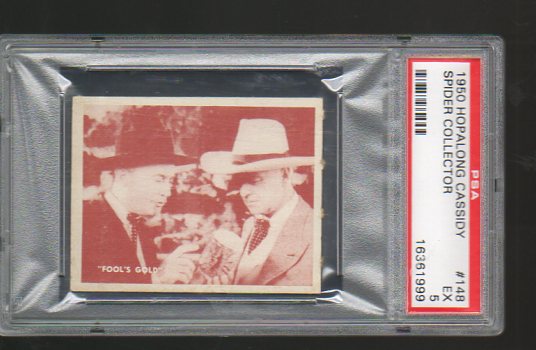 "FOOL'S GOLD"
PSA
1950 HOPALONG CASSIDY #148
SPIDER COLLECTOR EX
5
16361999